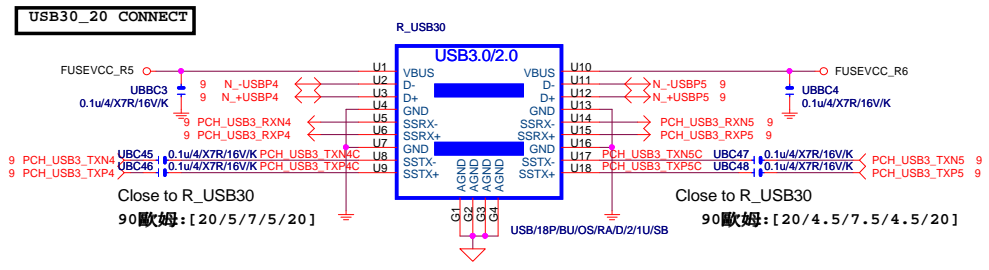 USB30_20 CONNECT
R_USB30
USB3.0/2.0
FUSEVCC_R5
U1
VBUS
VBUS
U10
FUSEVCC_R6
UBBC3
0.1u/4/X7R/16V/K
9 N_-USBP4
U2
D-
D-
U11
N_-USBP5 9
UBBC4
0.1u/4/X7R/16V/K
9 N_+USBP4
U3
D+
D+
U12
N_+USBP5 9
U4
GND
GND
U13
9 PCH_USB3_RXN4
U5
SSRX-
SSRX-
U14
PCH_USB3_RXN5 9
9 PCH_USB3_RXP4
U6
SSRX+
SSRX+
U15
PCH_USB3_RXP5 9
U7
GND
GND
U16
9 PCH_USB3_TXN4
UBC45
0.1u/4/X7R/16V/K
PCH_USB3_TXN4C
U8
SSTX-
SSTX-
U17
PCH_USB3_TXN5C
UBC47
0.1u/4/X7R/16V/K
PCH_USB3_TXN5 9
9 PCH_USB3_TXP4
UBC46
0.1u/4/X7R/16V/K
PCH_USB3_TXP4C
U9
SSTX+
SSTX+
U18
PCH_USB3_TXP5C
UBC48
0.1u/4/X7R/16V/K
PCH_USB3_TXP5 9
AGND
AGND
AGND
AGND
G1
G2
G3
G4
Close to R_USB30
Close to R_USB30
90歐姆:[20/5/7/5/20]
90歐姆:[20/4.5/7.5/4.5/20]
USB/18P/BU/OS/RA/D/2/1U/SB